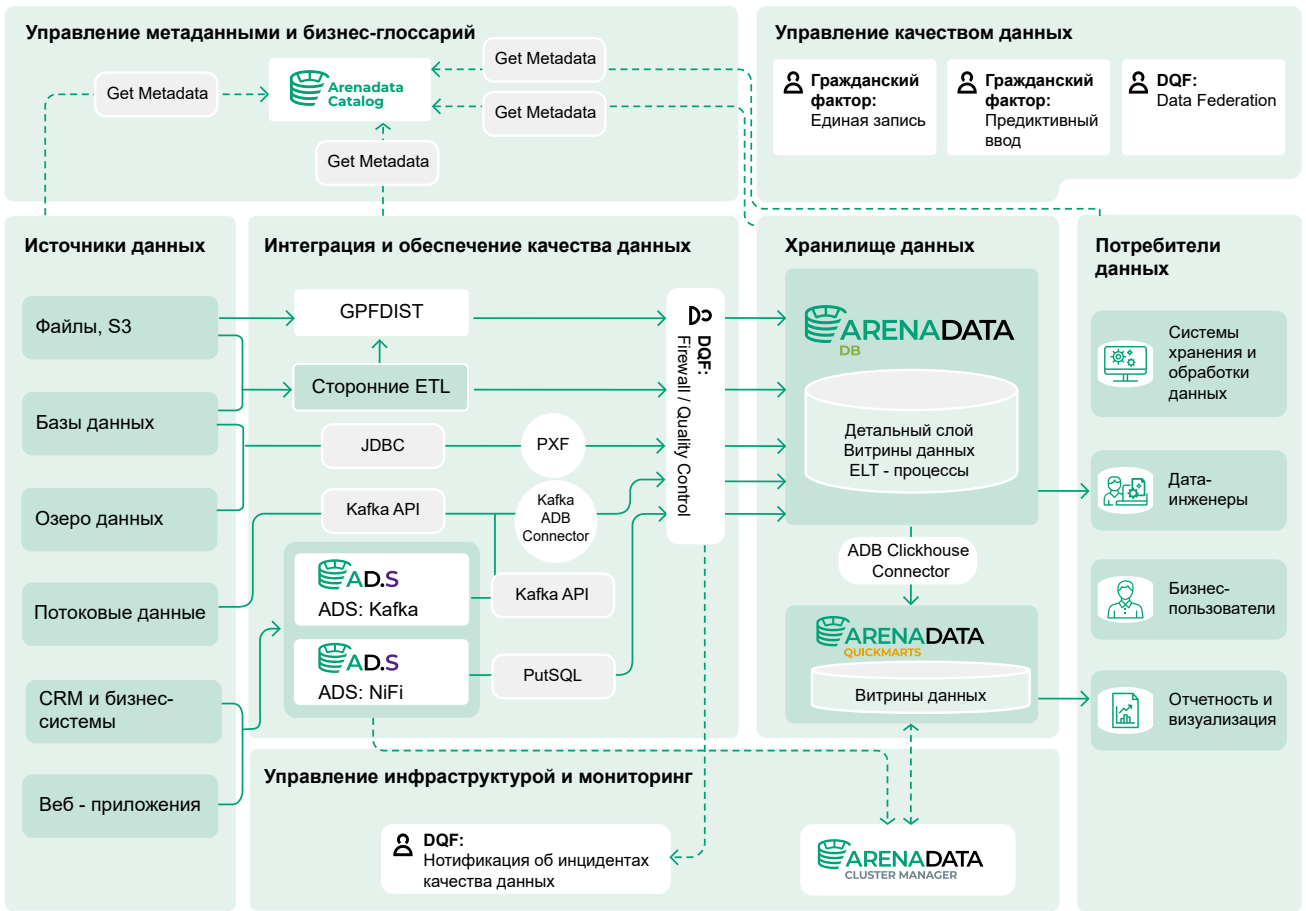 Управление метаданными и бизнес-глоссарий
Get Metadata
Arenadata
Catalog
Get Metadata
Get Metadata
Get Metadata
Управление качеством данных
Гражданский
фактор:
Единая запись
Гражданский
фактор:
Предиктивный
ввод
DQF:
Data Federation
Источники данных
Файлы, S3
Базы данных
Озеро данных
Потоковые данные
CRM и бизнес-
системы
Веб - приложения
Интеграция и обеспечение качества данных
GPFDIST
Сторонние ETL
JDBC
PXF
Kafka API
Kafka
ADB
Connector
AD.S
ADS: Kafka
Kafka API
AD.S
ADS: NiFi
PutSQL
DQF:
Firewall / Quality Control
Хранилище данных
ARENADATA
DB
Детальный слой
Витрины данных
ELT - процессы
ADB Clickhouse
Connector
ARENADATA
QUICKMARTS
Витрины данных
Потребители
данных
Системы
хранения и
обработки
данных
Дата-
инженеры
Бизнес-
пользователи
Отчетность и
визуализация
Управление инфраструктурой и мониторинг
DQF:
Нотификация об инцидентах
качества данных
ARENADATA
CLUSTER MANAGER